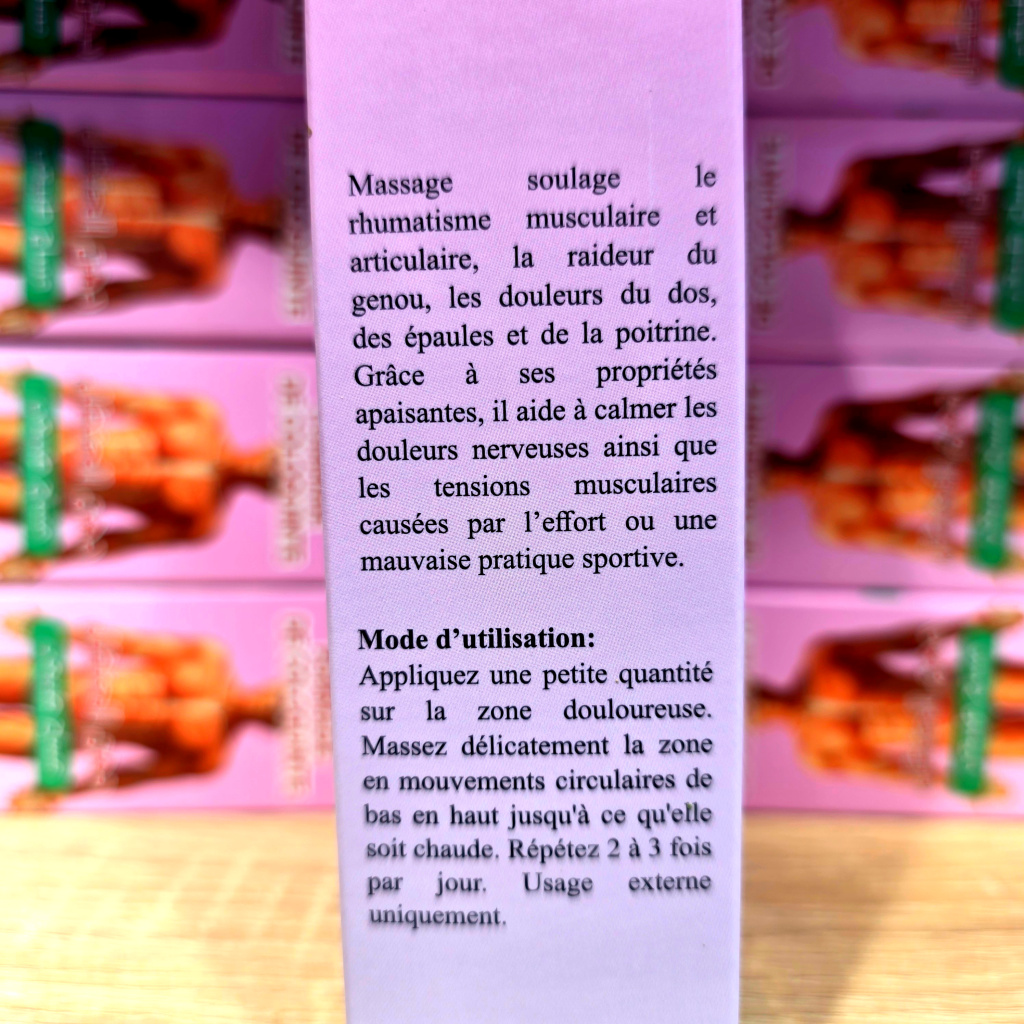 Massage soulage le
rhumatisme musculaire et
articulaire, la raideur du
genou, les douleurs du dos,
des épaules et de la poitrine.
Grâce à ses propriétés
apaisantes, il aide à calmer les
douleurs nerveuses ainsi que
les tensions musculaires
causées par l’effort ou une
mauvaise pratique sportive.
Mode d’utilisation:
Appliquez une petite quantité
sur la zone douloureuse.
Massez délicatement la zone
en mouvements circulaires de
bas en haut jusqu'à ce qu'elle
soit chaude. Répétez 2 à 3 fois
par jour. Usage externe
uniquement.